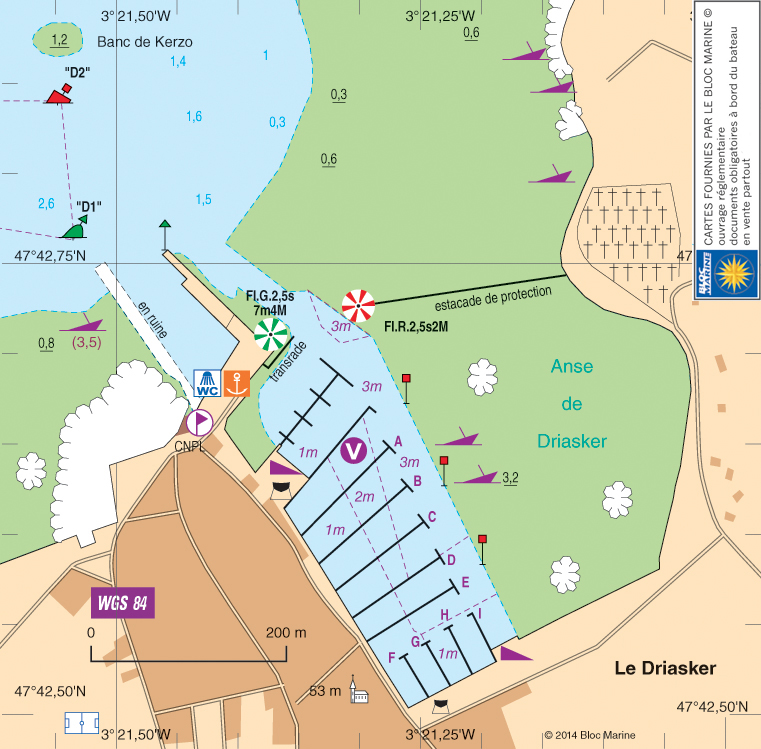 3° 21,50'W
3° 21,25'W
1,2
Banc de Kerzo
1,4
1
0,6
"D2"
0,3
1,6
0,3
0,6
2,6
"D1"
1,5
47°42,75'N
47°
en ruine
Fl.G.2,5s
7m4M
estacade de protection
3m
Fl.R.2,5s2M
(3,5)
0,8
transrade
WC
3m
Anse
de
Driasker
CNPL
1m
V
A
3m
B
2m
3,2
C
1m
D
E
WGS 84
I
H
G
0
200 m
F
1m
53 m
Le Driasker
47°42,50'N
47°42,50'N
3°21,50'W
3°21,25'W
© 2014 Bloc Marine
CARTES FOURNIES PAR LE BLOC MARINE ©
ouvrage réglementaire
documents obligatoires à bord du bateau
en vente partout
BLOC
MARINE